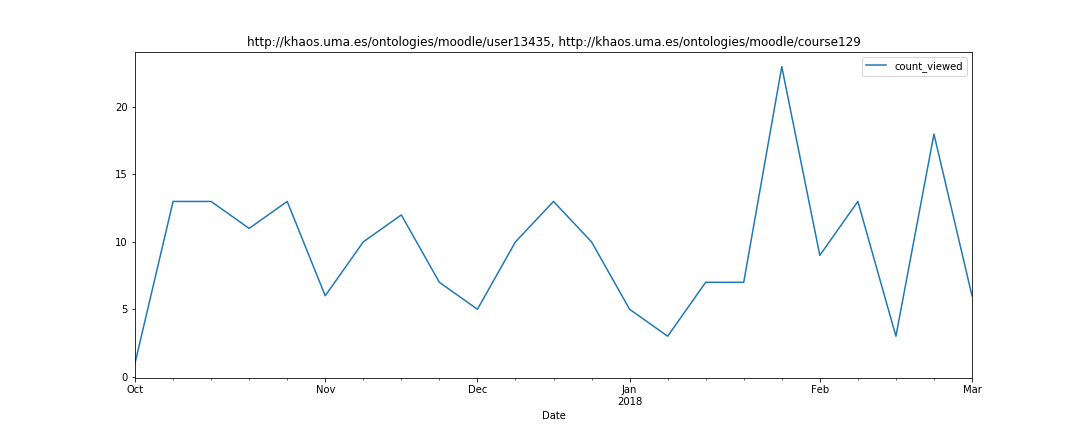 http://khaos.uma.es/ontologies/moodle/user13435, http://khaos.uma.es/ontologies/moodle/course129
count_viewed
20
15
10
5
0
Oct Nov Dec Jan Feb Mar
2018
Date